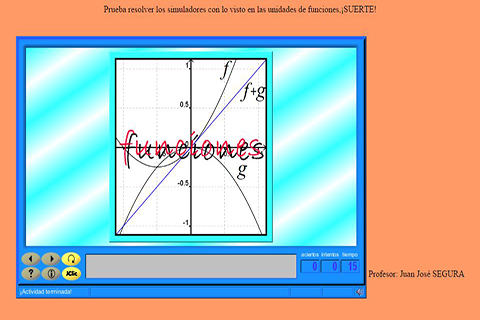 Prueba resolver los simuladores con lo visto en las unidades de funciones,¡SUERTE!
1
f
f+g
0.5
funciones
g
-0.5
-1
aciertos intentos tiempo
0 0 15
JClic
Profesor: Juan José SEGURA
¡Actividad terminada!